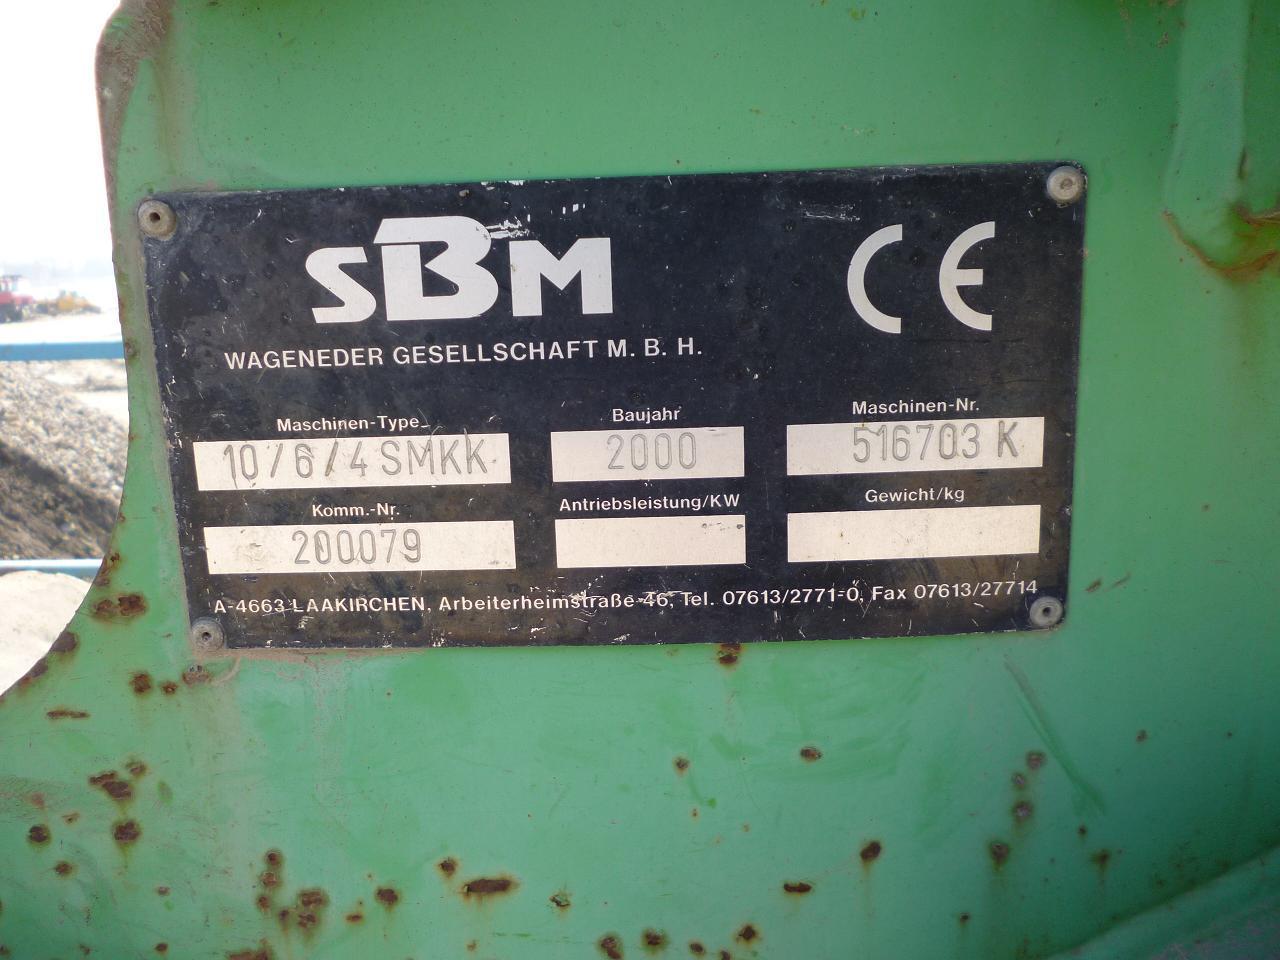 SBM CE
WAGENEDER GESELLSCHAFT M. B. H.
Maschinen-Type Baujahr Maschinen-Nr.
10/6/4 SMKK 2000 516703 K
Komm.-Nr. Antriebsleistung/KW Gewicht/kg
200079
A-4663 LAAKIRCHEN, Arbeiterheimstraße 46, Tel. 07613/2771-0, Fax 07613/27714